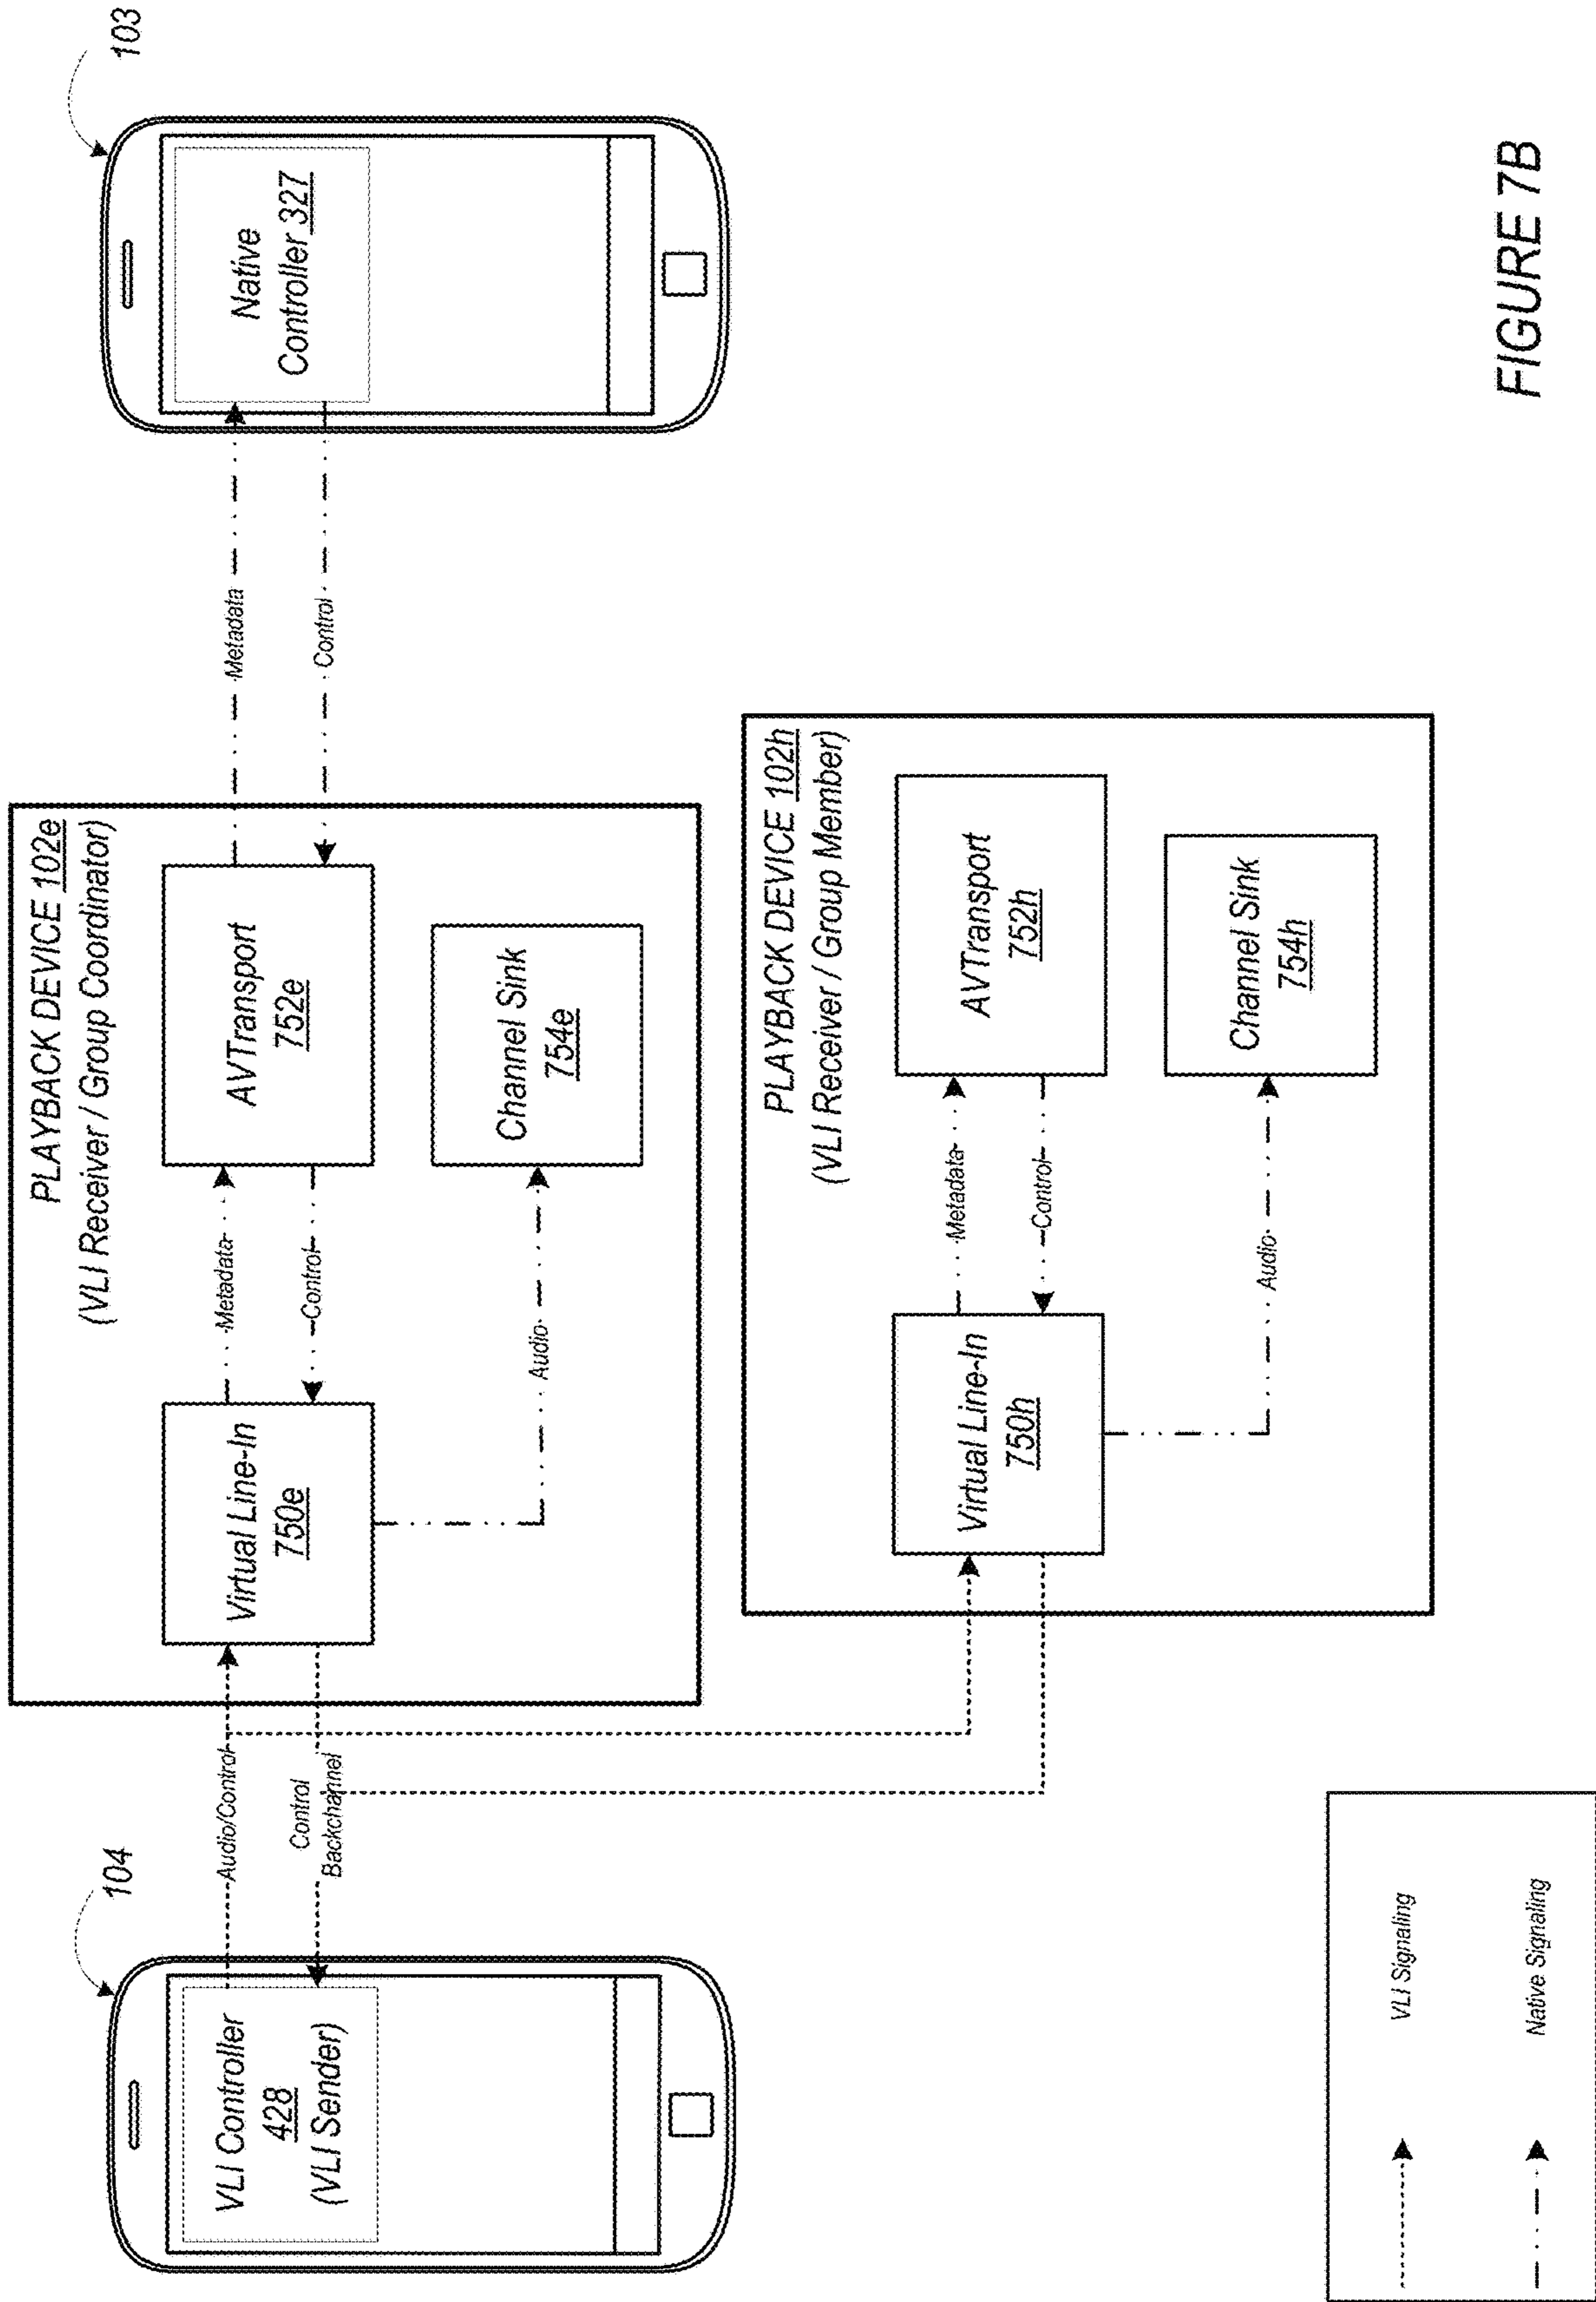 104
VLI Controller
428
(VLI Sender)
Audio/Control
Control
Backchannel
PLAYBACK DEVICE 102e
(VLI Receiver / Group Coordinator)
Virtual Line-In
750e
Metadata
Control
AVTransport
752e
Audio
Channel Sink
754e
Metadata
Control
103
Native
Controller 327
PLAYBACK DEVICE 102h
(VLI Receiver / Group Member)
Virtual Line-In
750h
Metadata
Control
AVTransport
752h
Audio
Channel Sink
754h
VLI Signaling
Native Signaling
FIGURE 7B